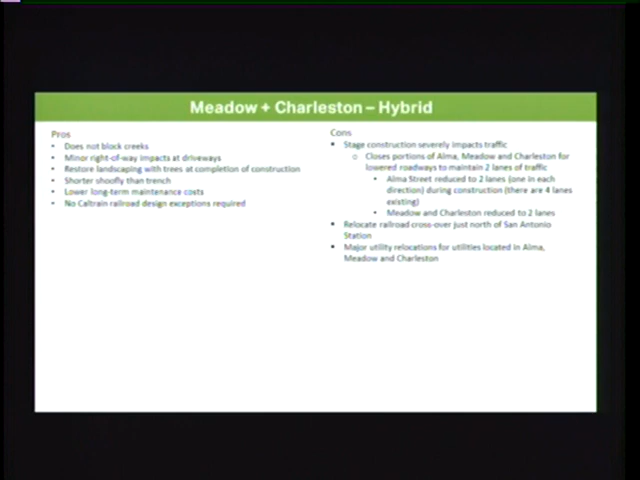 Meadow + Charleston – Hybrid
Pros
• Does not block creeks
• Minor right-of-way impacts at driveways
• Restore landscaping with trees at completion of construction
• Shorter shoofly than trench
• Lower long-term maintenance costs
• No Caltrain railroad design exceptions required
Cons
• Stage construction severely impacts traffic
o Closes portions of Alma, Meadow and Charleston for
lowered roadways to maintain 2 lanes of traffic
• Alma Street reduced to 2 lanes (one in each
direction) during construction (there are 4 lanes
existing)
• Meadow and Charleston reduced to 2 lanes
• Relocate railroad cross-over just north of San Antonio
Station
• Major utility relocations for utilities located in Alma,
Meadow and Charleston